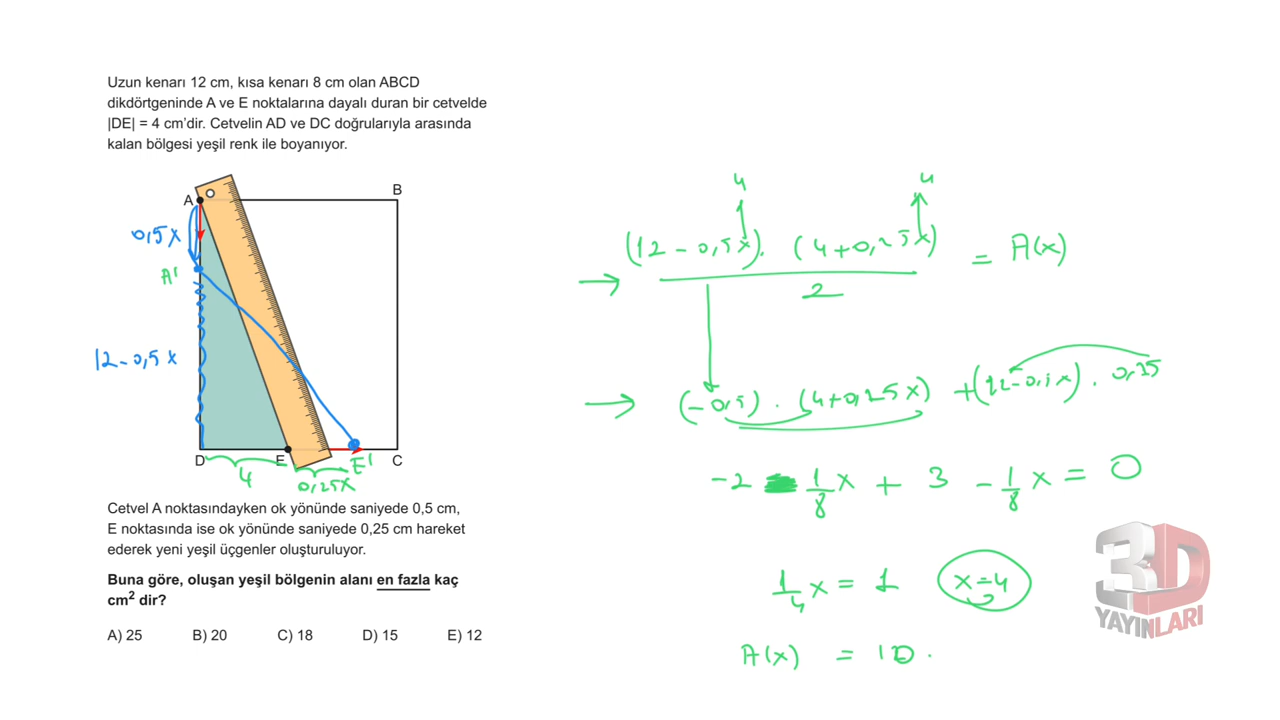 Uzun kenarı 12 cm, kısa kenarı 8 cm olan ABCD
dikdörtgeninde A ve E noktalarına dayalı duran bir cetvelde
|DE| = 4 cm'dir. Cetvelin AD ve DC doğrularıyla arasında
kalan bölgesi yeşil renk ile boyanıyor.
A
B
0,5x
A'
12-0,5x
D
E
E'
C
4
0,25x
Cetvel A noktasındayken ok yönünde saniyede 0,5 cm,
E noktasında ise ok yönünde saniyede 0,25 cm hareket
ederek yeni yeşil üçgenler oluşturuluyor.
Buna göre, oluşan yeşil bölgenin alanı en fazla kaç
cm² dir?
A) 25 B) 20 C) 18 D) 15 E) 12
4 4
→ (12-0,5x). (4+0,25x) = A(x)
2
→ (-0,5) . (4+0,25x) + (12-0,5x) . 0,25
-2 1/8 x + 3 - 1/8 x = 0
1/4 x = 1 x=4
A(x) =
3D
YAYINLARI